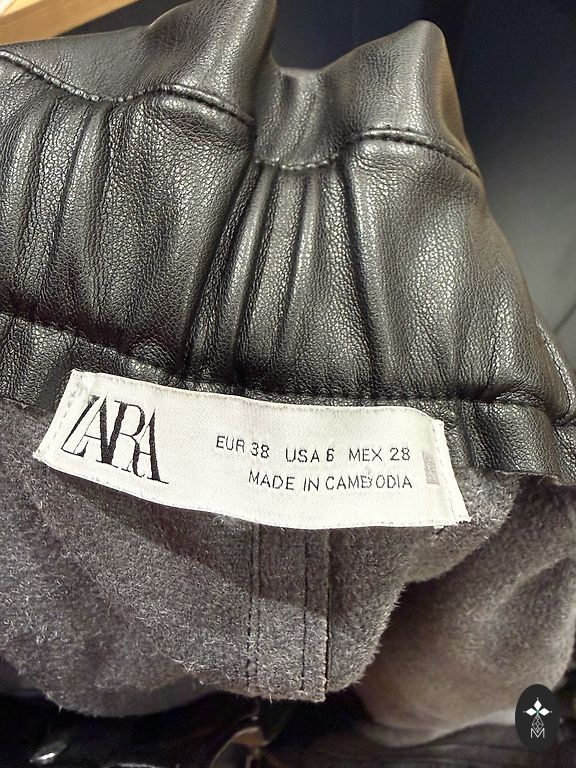 ZARA
EUR 38 USA 6 MEX 28
MADE IN CAMBODIA
M